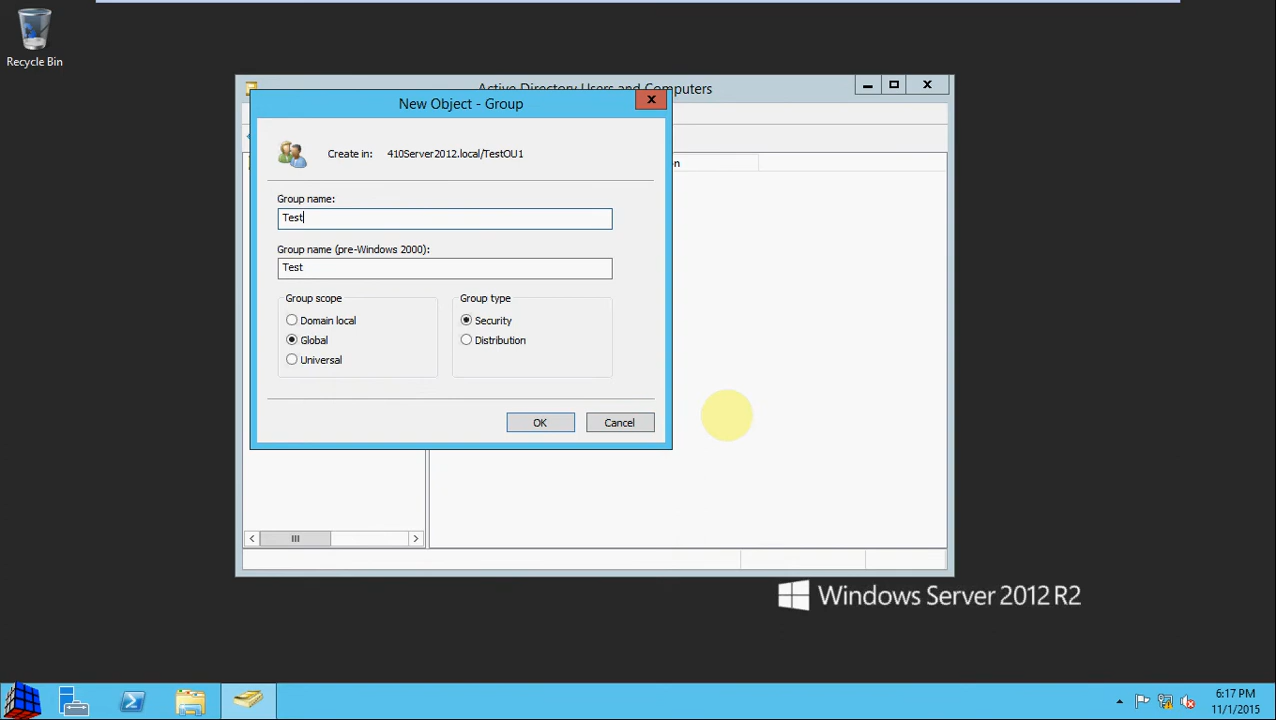 Recycle Bin
Active Directory Users and Computers
New Object - Group
Create in: 410Server2012.local/TestOU1
Group name:
Test
Group name (pre-Windows 2000):
Test
Group scope
Domain local
Global
Universal
Group type
Security
Distribution
OK
Cancel
Windows Server 2012 R2
6:17 PM
11/1/2015